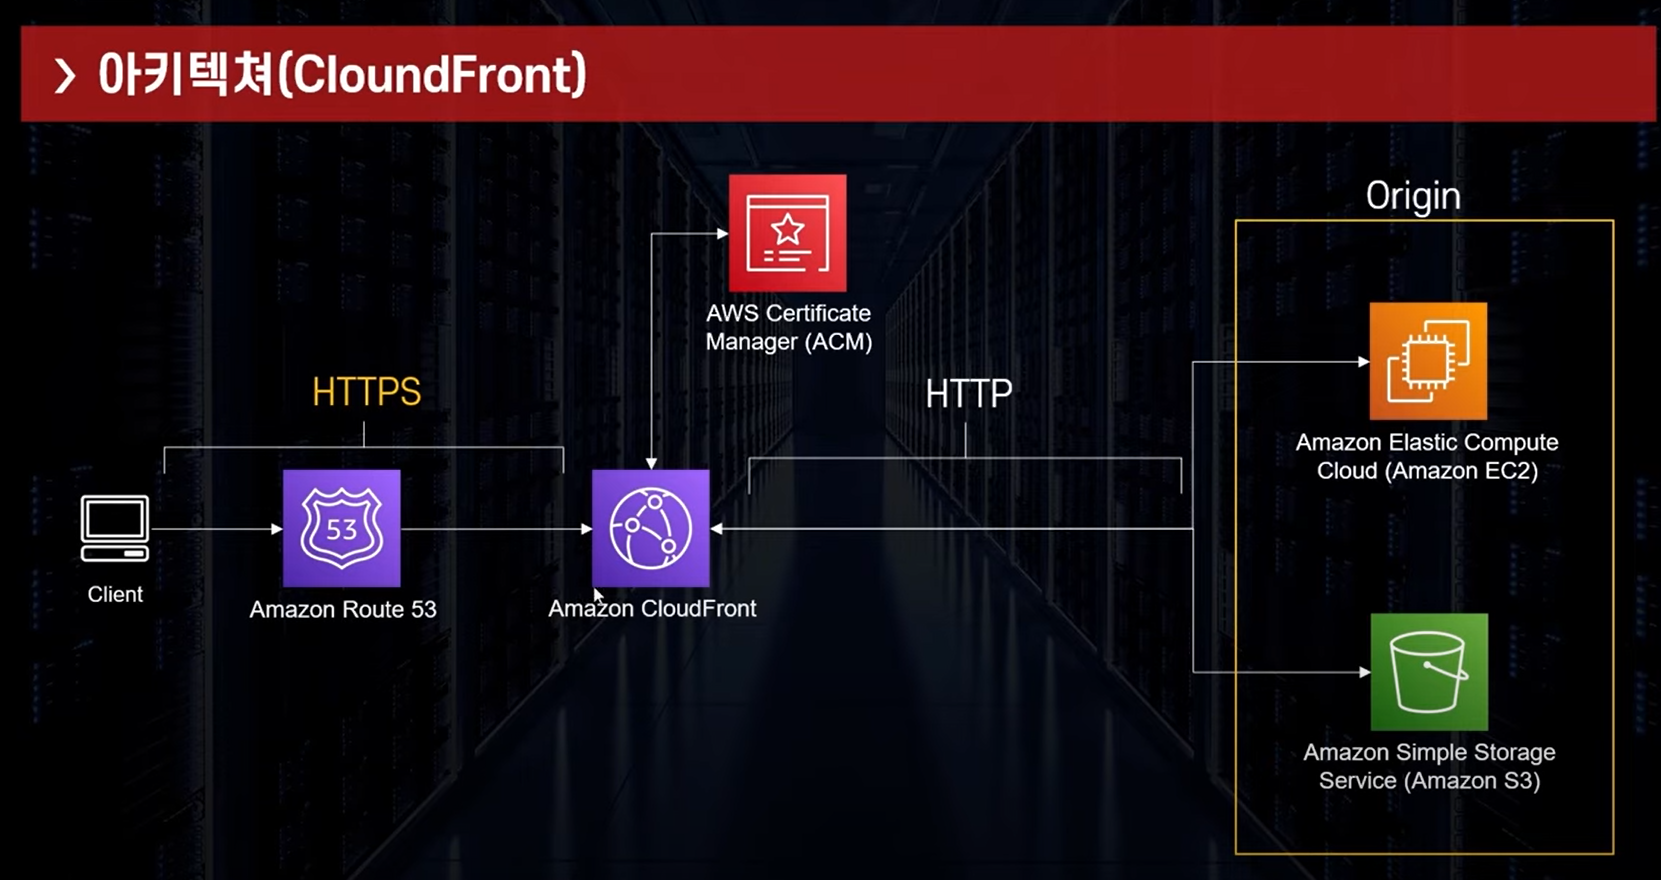 아키텍쳐(CloundFront)
Origin
AWS Certificate
Manager (ACM)
HTTPS
HTTP
53
Client
Amazon Route 53
Amazon CloudFront
Amazon Elastic Compute
Cloud (Amazon EC2)
Amazon Simple Storage
Service (Amazon S3)